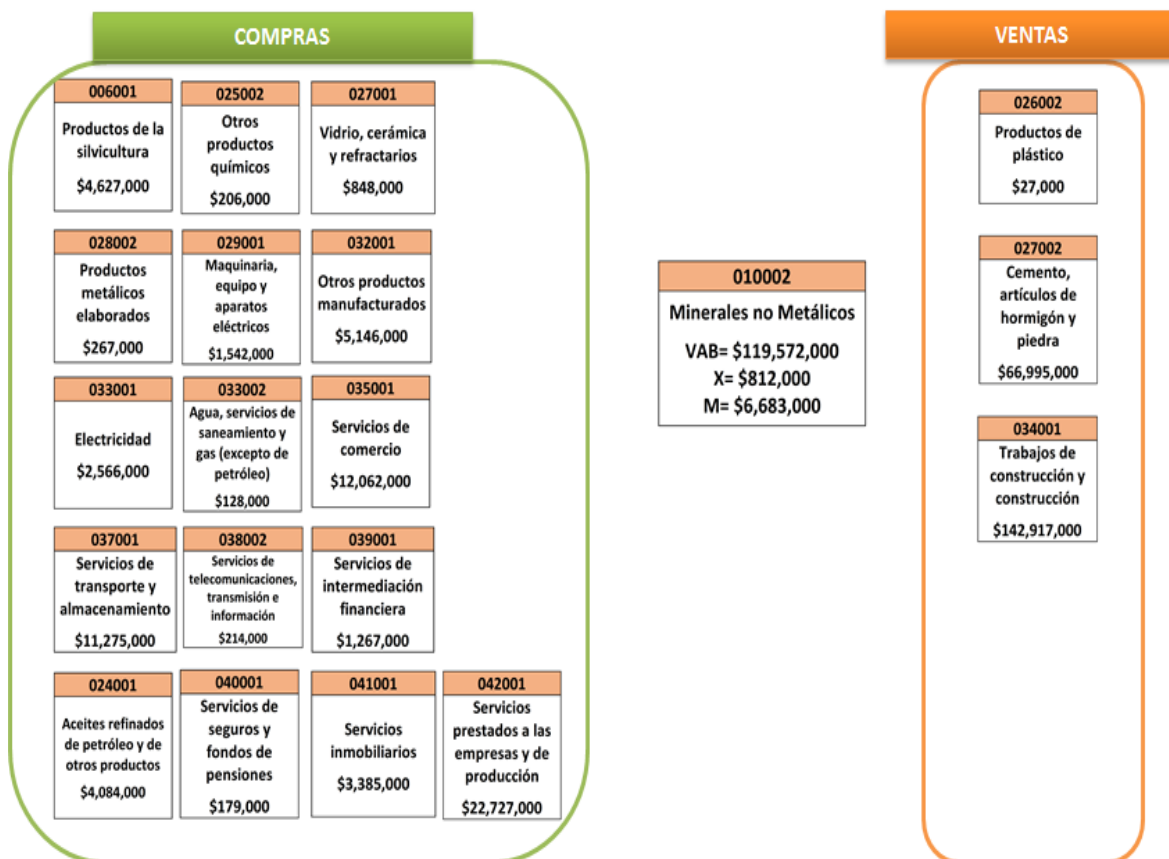 COMPRAS
VENTAS
006001
Productos de la
silvicultura
$4,627,000
025002
Otros
productos
químicos
$206,000
027001
Vidrio, cerámica
y refractarios
$848,000
028002
Productos
metálicos
elaborados
$267,000
029001
Maquinaria,
equipo y
aparatos
eléctricos
$1,542,000
032001
Otros productos
manufacturados
$5,146,000
033001
Electricidad
$2,566,000
033002
Agua, servicios de
saneamiento y
gas (excepto de
petróleo)
$128,000
035001
Servicios de
comercio
$12,062,000
037001
Servicios de
transporte y
almacenamiento
$11,275,000
038002
Servicios de
telecomunicaciones,
transmisión e
información
$214,000
039001
Servicios de
intermediación
financiera
$1,267,000
024001
Aceites refinados
de petróleo y de
otros productos
$4,084,000
040001
Servicios de
seguros y
fondos de
pensiones
$179,000
041001
Servicios
inmobiliarios
$3,385,000
042001
Servicios
prestados a las
empresas y de
producción
$22,727,000
010002
Minerales no Metálicos
VAB= $119,572,000
X= $812,000
M= $6,683,000
026002
Productos de
plástico
$27,000
027002
Cemento,
artículos de
hormigón y
piedra
$66,995,000
034001
Trabajos de
construcción y
construcción
$142,917,000